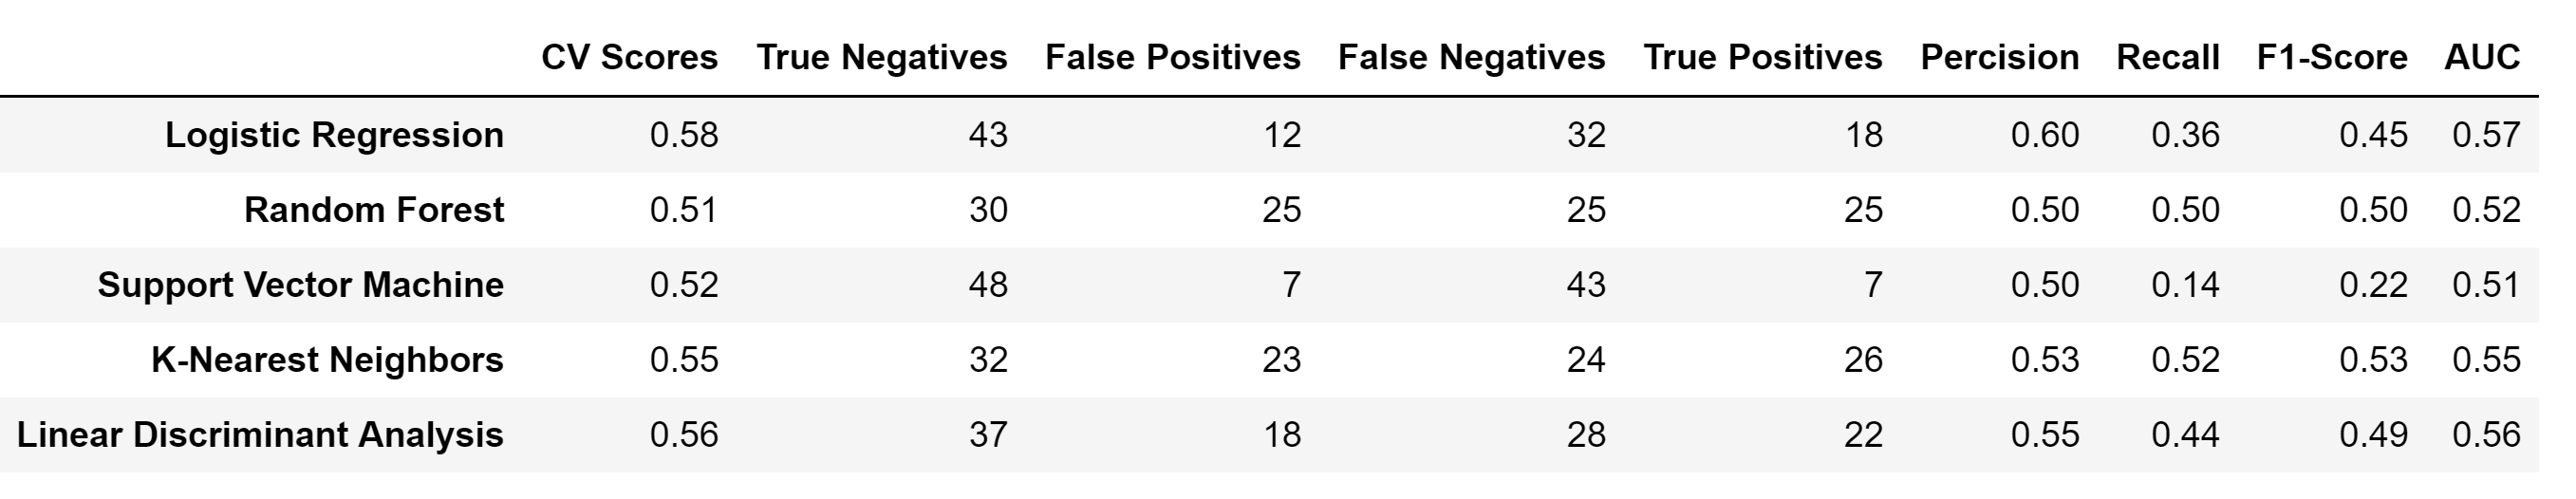 CV Scores True Negatives False Positives False Negatives True Positives Percision Recall F1-Score AUC
Logistic Regression 0.58 43 12 32 18 0.60 0.36 0.45 0.57
Random Forest 0.51 30 25 25 25 0.50 0.50 0.50 0.52
Support Vector Machine 0.52 48 7 43 7 0.50 0.14 0.22 0.51
K-Nearest Neighbors 0.55 32 23 24 26 0.53 0.52 0.53 0.55
Linear Discriminant Analysis 0.56 37 18 28 22 0.55 0.44 0.49 0.56